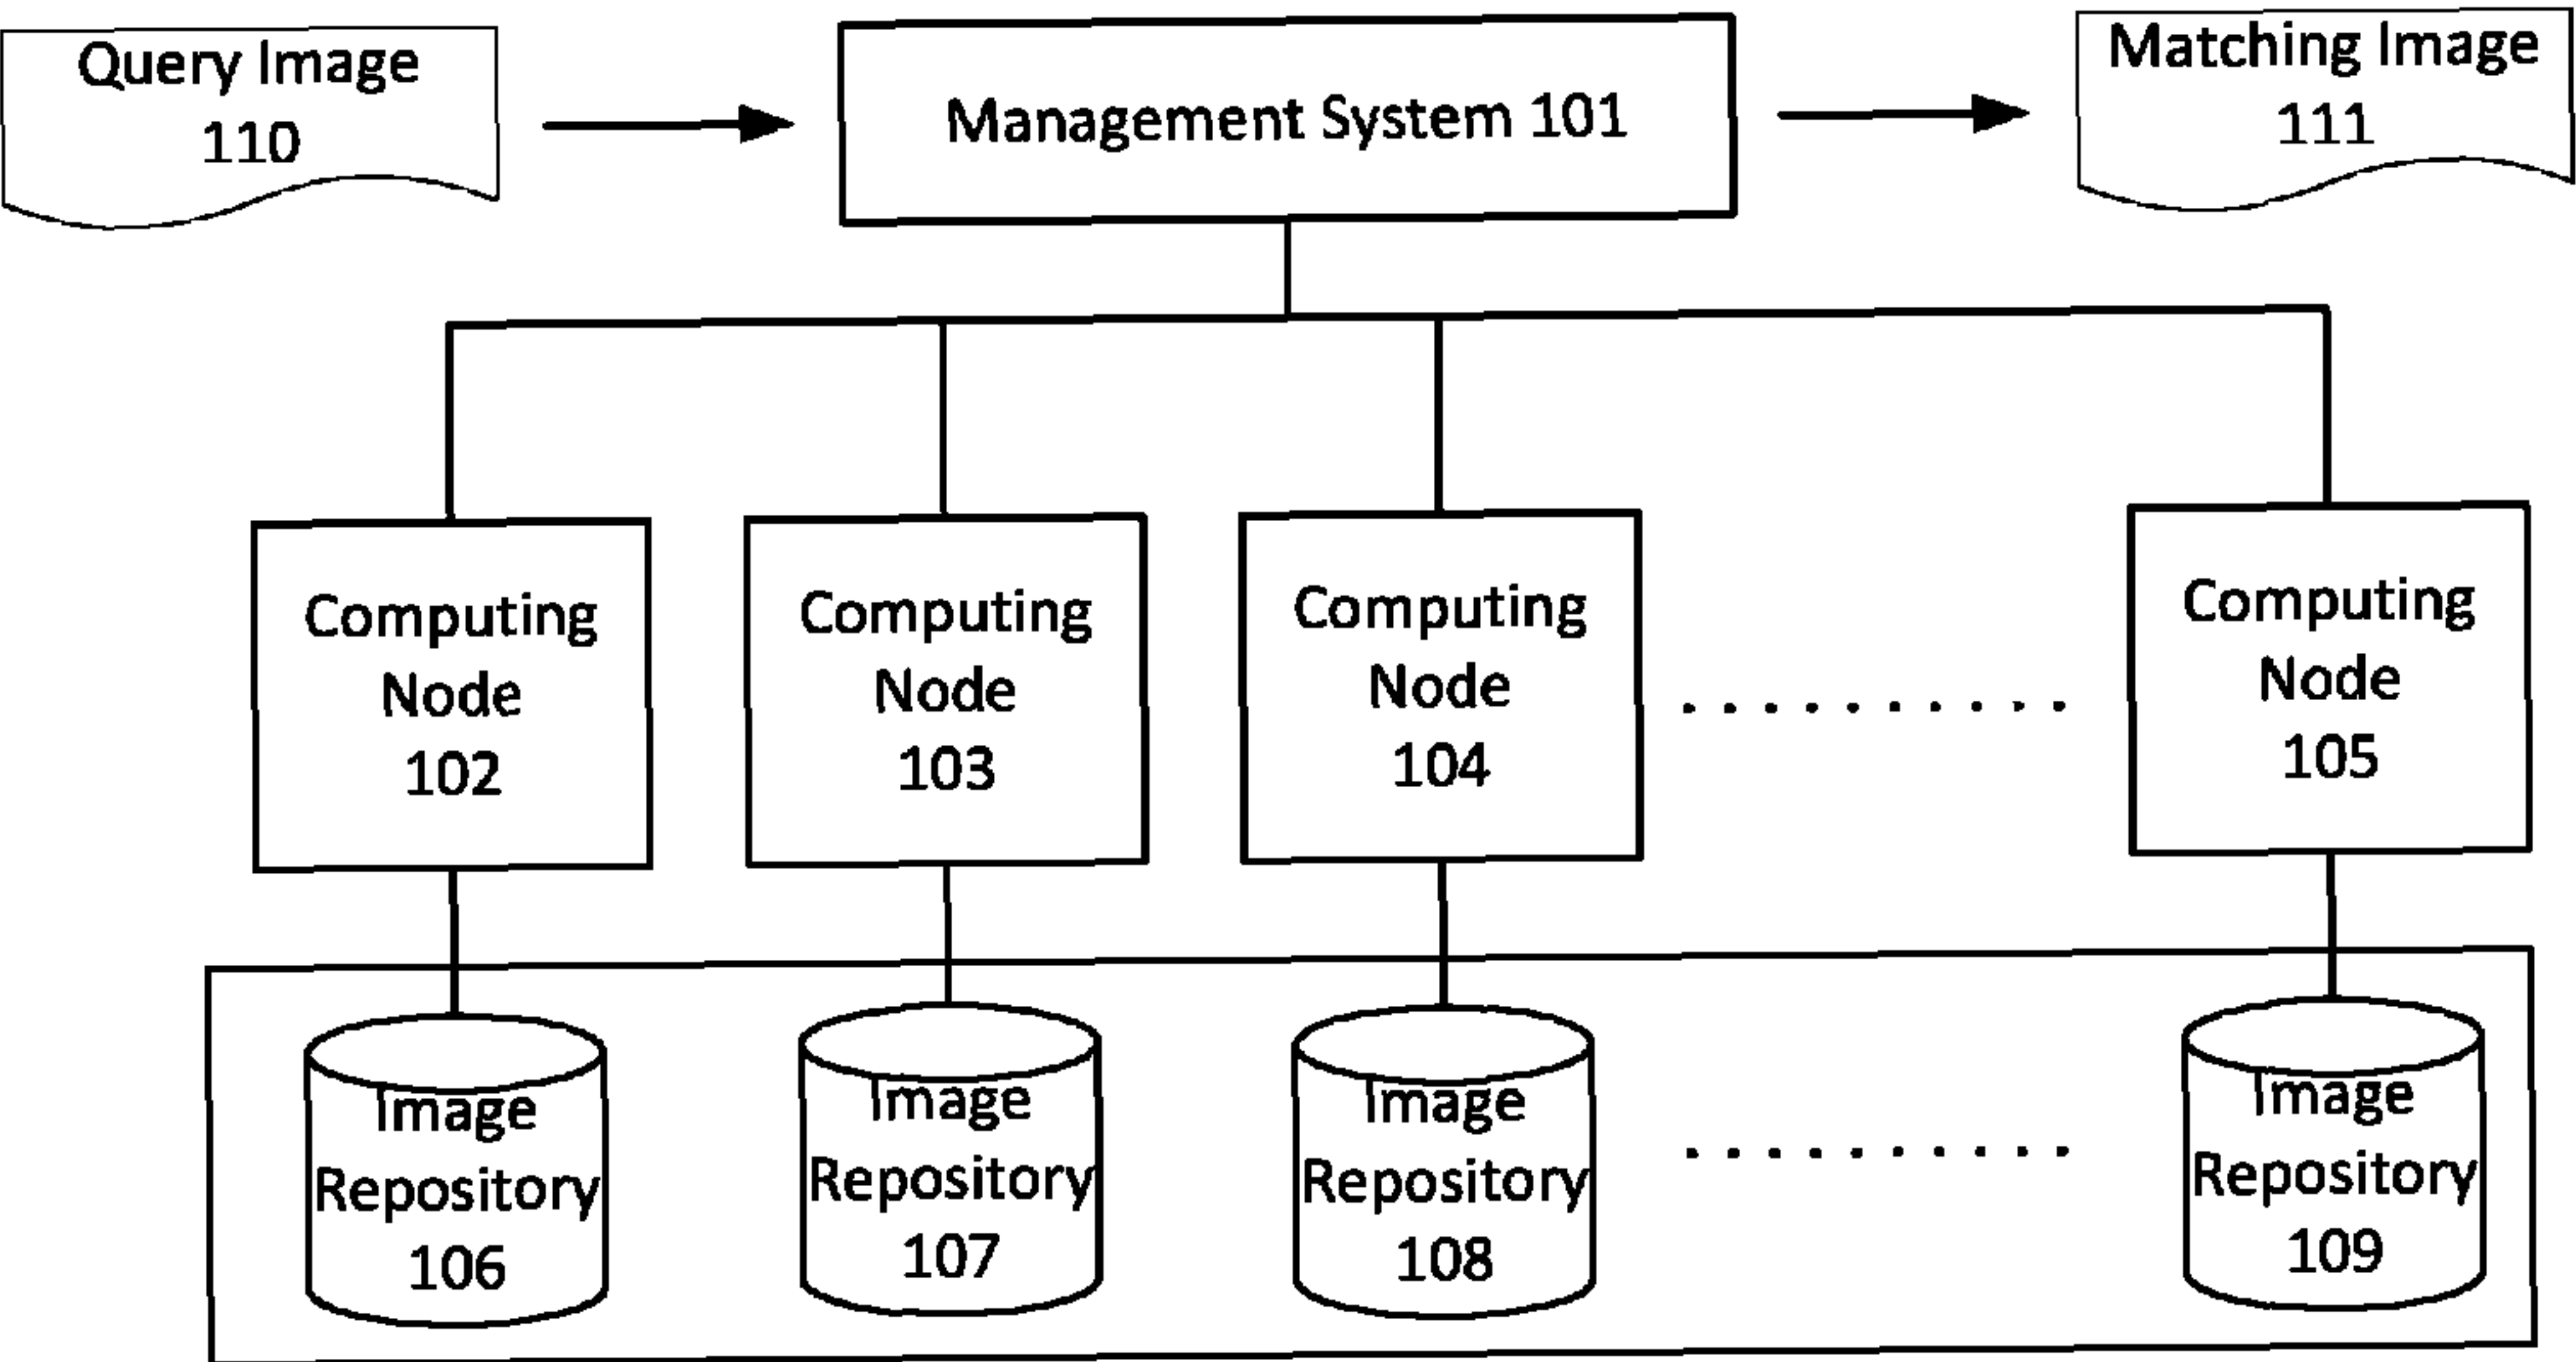 Query Image
110
Management System 101
Matching Image
111
Computing
Node
102
Computing
Node
103
Computing
Node
104
Computing
Node
105
Image
Repository
106
Image
Repository
107
Image
Repository
108
Image
Repository
109